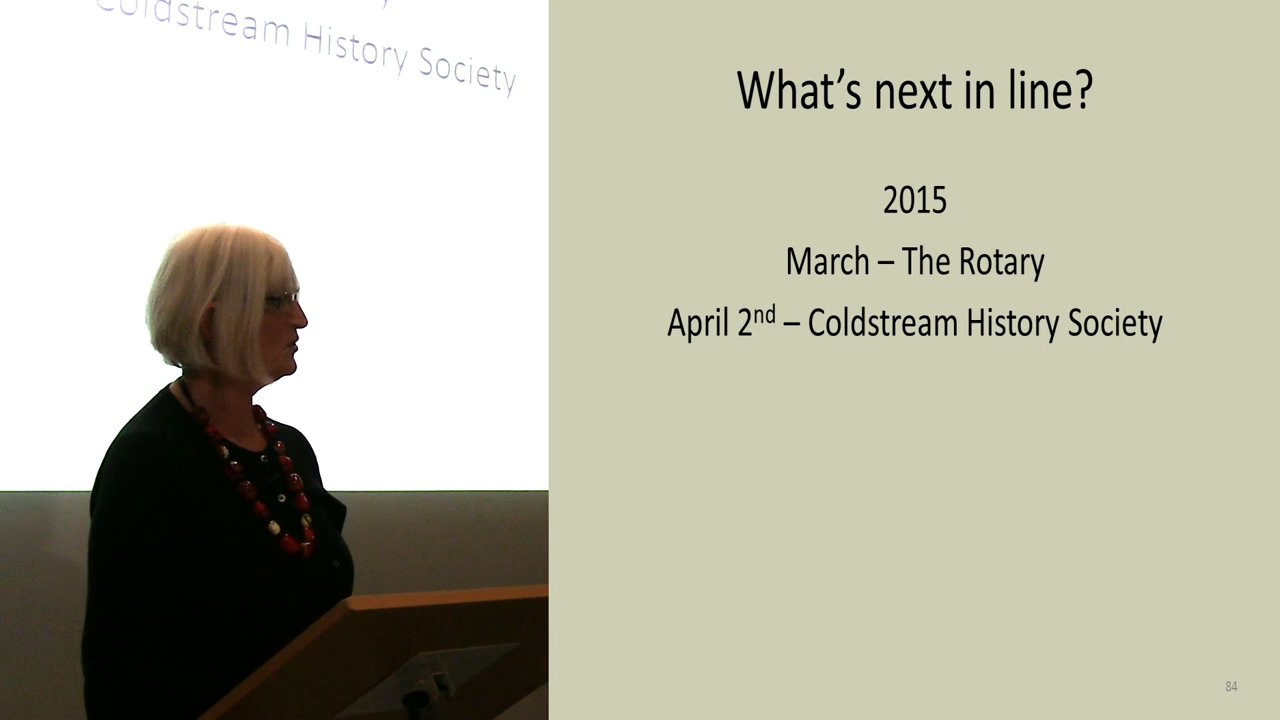 Coldstream History Society
What's next in line?
2015
March – The Rotary
April 2nd – Coldstream History Society
84